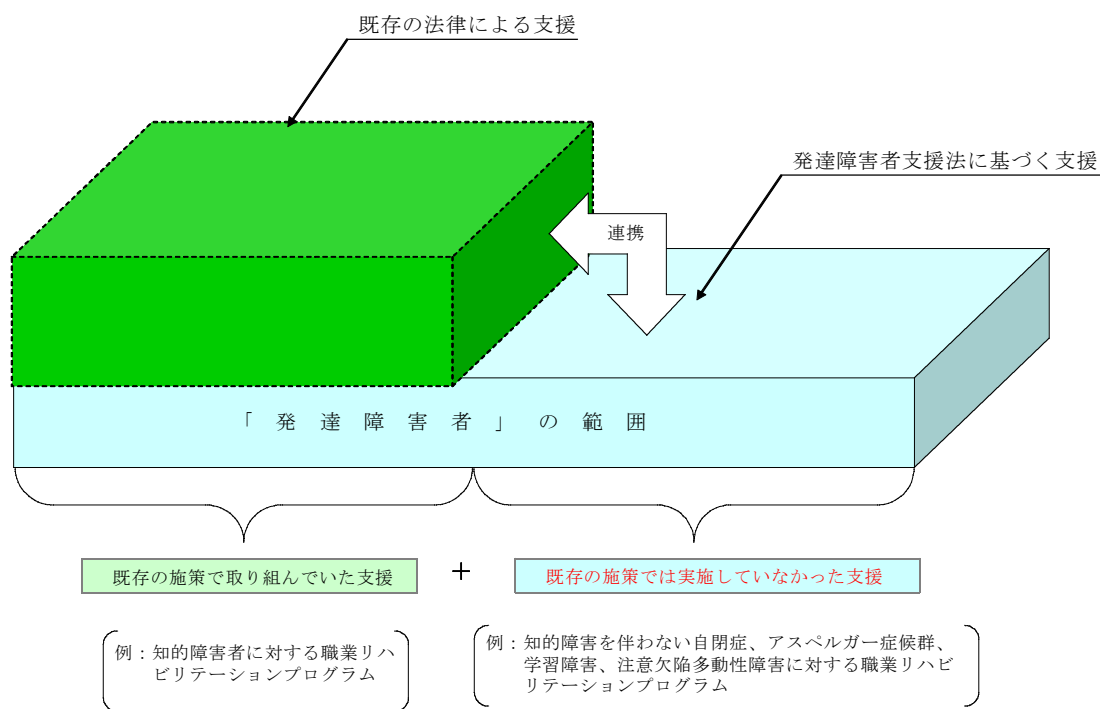 既存の法律による支援
発達障害者支援法に基づく支援
連携
「発達障害者」の範囲
既存の施策で取り組んでいた支援
+
既存の施策では実施していなかった支援
例：知的障害者に対する職業リハ
ビリテーションプログラム
例：知的障害を伴わない自閉症、アスペルガー症候群、
学習障害、注意欠陥多動性障害に対する職業リハビ
リテーションプログラム